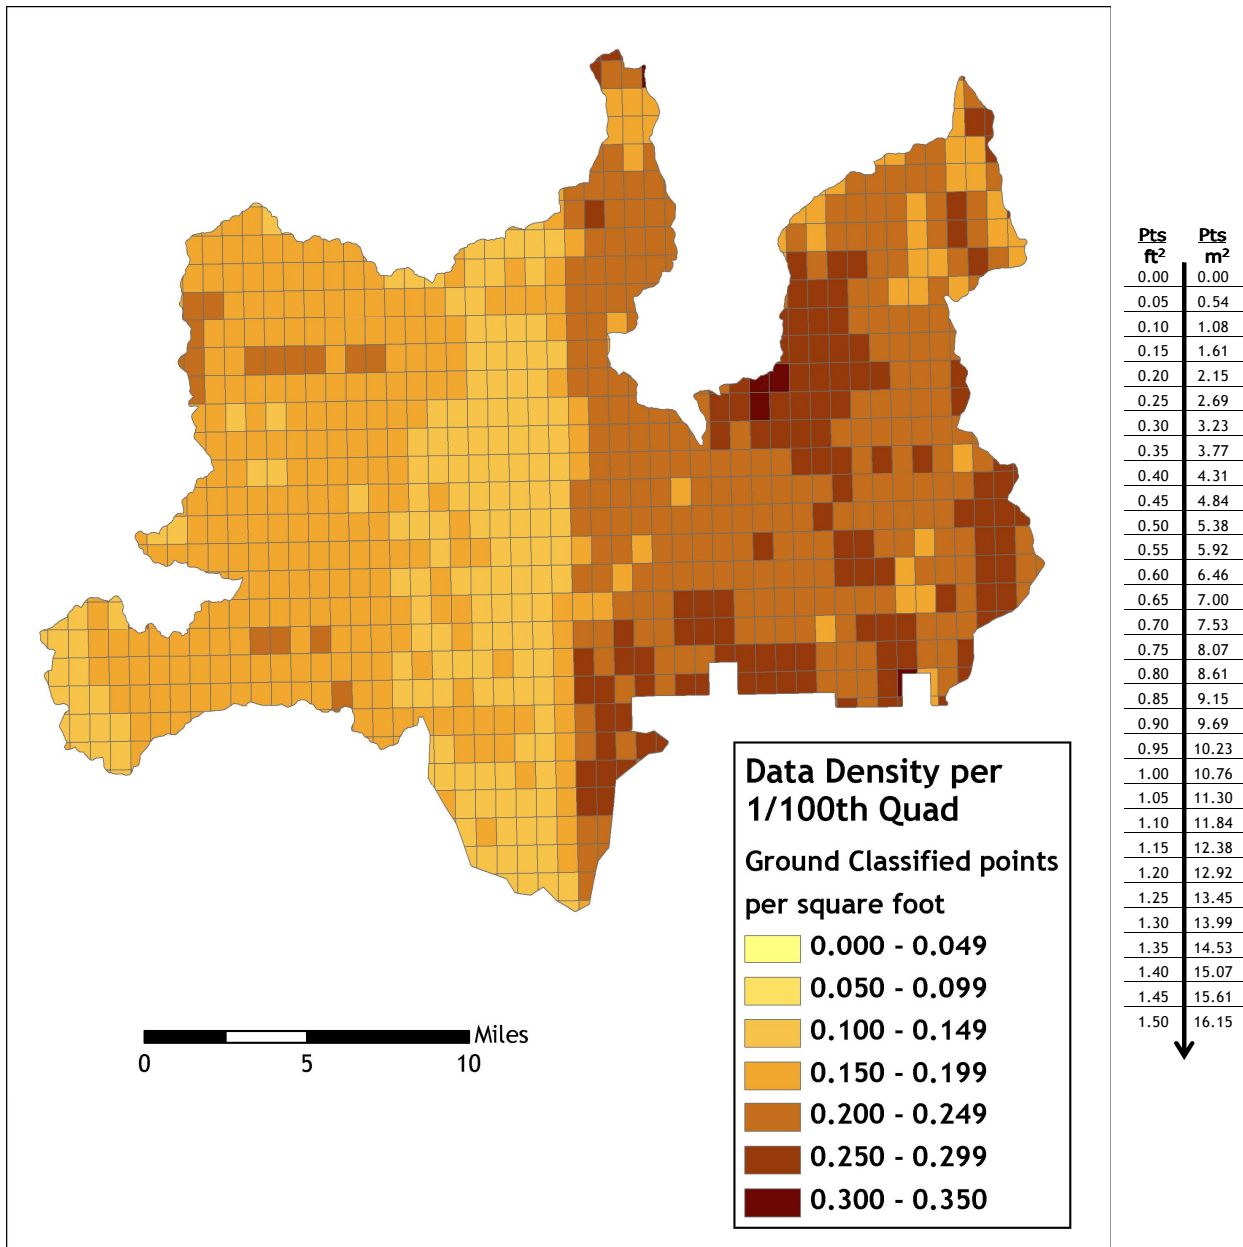 Data Density per
1/100th Quad
Ground Classified points
per square foot
0.000 - 0.049
0.050 - 0.099
0.100 - 0.149
0.150 - 0.199
0.200 - 0.249
0.250 - 0.299
0.300 - 0.350
Miles
0 5 10
Pts Pts
ft² m²
0.00 0.00
0.05 0.54
0.10 1.08
0.15 1.61
0.20 2.15
0.25 2.69
0.30 3.23
0.35 3.77
0.40 4.31
0.45 4.84
0.50 5.38
0.55 5.92
0.60 6.46
0.65 7.00
0.70 7.53
0.75 8.07
0.80 8.61
0.85 9.15
0.90 9.69
0.95 10.23
1.00 10.76
1.05 11.30
1.10 11.84
1.15 12.38
1.20 12.92
1.25 13.45
1.30 13.99
1.35 14.53
1.40 15.07
1.45 15.61
1.50 16.15